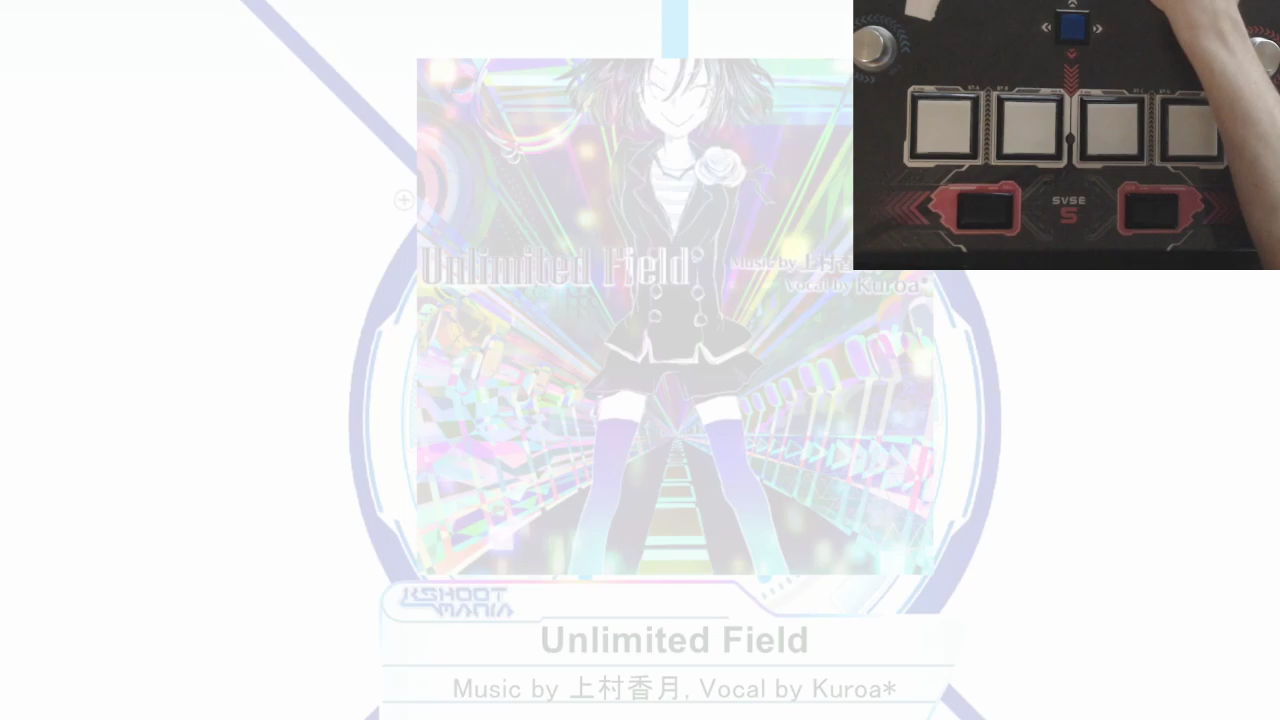 Unlimited Field
Music by 上村香
Vocal by Kuroa*
SVSE
S
KSHOOT
MANIA
Unlimited Field
Music by 上村香月, Vocal by Kuroa*